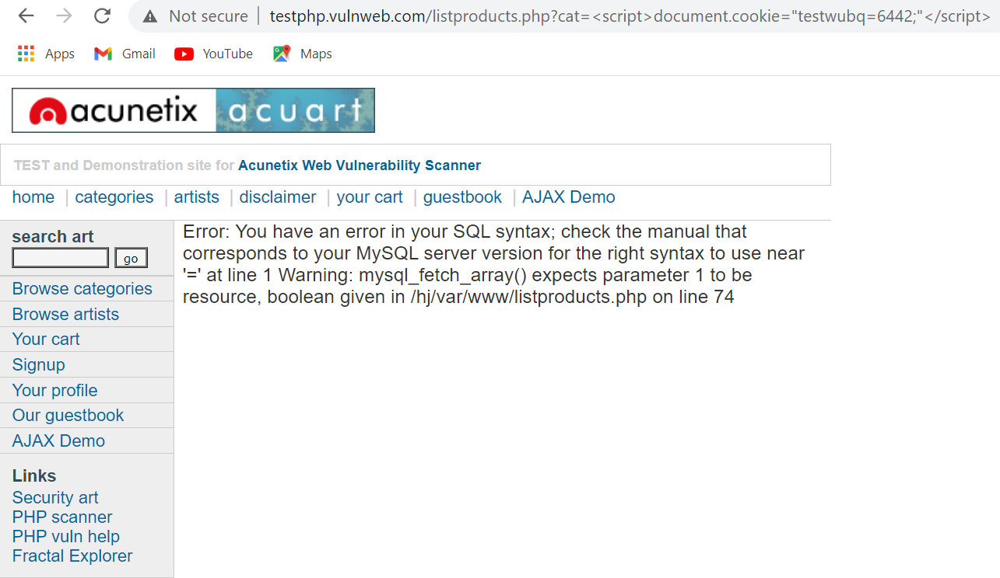 Not secure | testphp.vulnweb.com/listproducts.php?cat=<script>document.cookie="testwubq=6442;"</script>
Apps Gmail YouTube Maps
acunetix acuart
TEST and Demonstration site for Acunetix Web Vulnerability Scanner
home | categories | artists | disclaimer | your cart | guestbook | AJAX Demo
search art
go
Browse categories
Browse artists
Your cart
Signup
Your profile
Our guestbook
AJAX Demo
Links
Security art
PHP scanner
PHP vuln help
Fractal Explorer
Error: You have an error in your SQL syntax; check the manual that
corresponds to your MySQL server version for the right syntax to use near
'=' at line 1 Warning: mysql_fetch_array() expects parameter 1 to be
resource, boolean given in /hj/var/www/listproducts.php on line 74